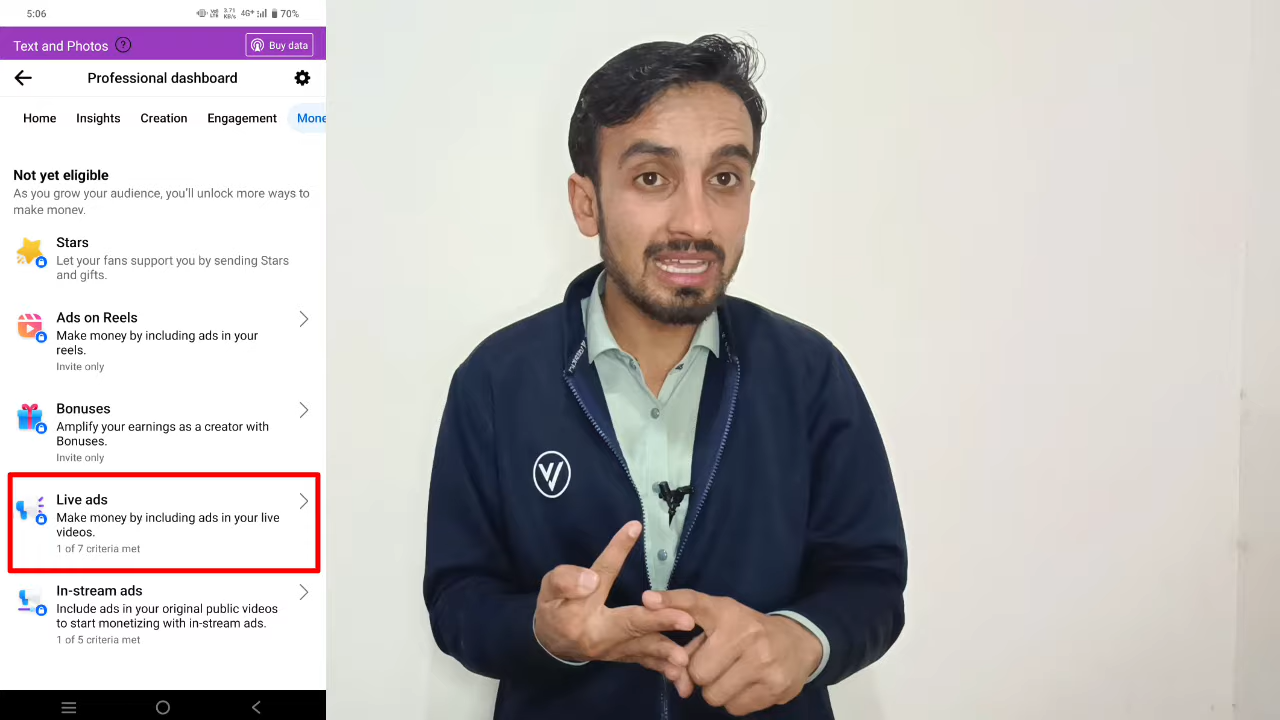 5:06
3.71
KB/s
4G+
70%
Text and Photos ?
Buy data
Professional dashboard
Home Insights Creation Engagement Mone
Not yet eligible
As you grow your audience, you'll unlock more ways to
make money.
Stars
Let your fans support you by sending Stars
and gifts.
Ads on Reels
Make money by including ads in your
reels.
Invite only
Bonuses
Amplify your earnings as a creator with
Bonuses.
Invite only
Live ads
Make money by including ads in your live
videos.
1 of 7 criteria met
In-stream ads
Include ads in your original public videos
to start monetizing with in-stream ads.
1 of 5 criteria met